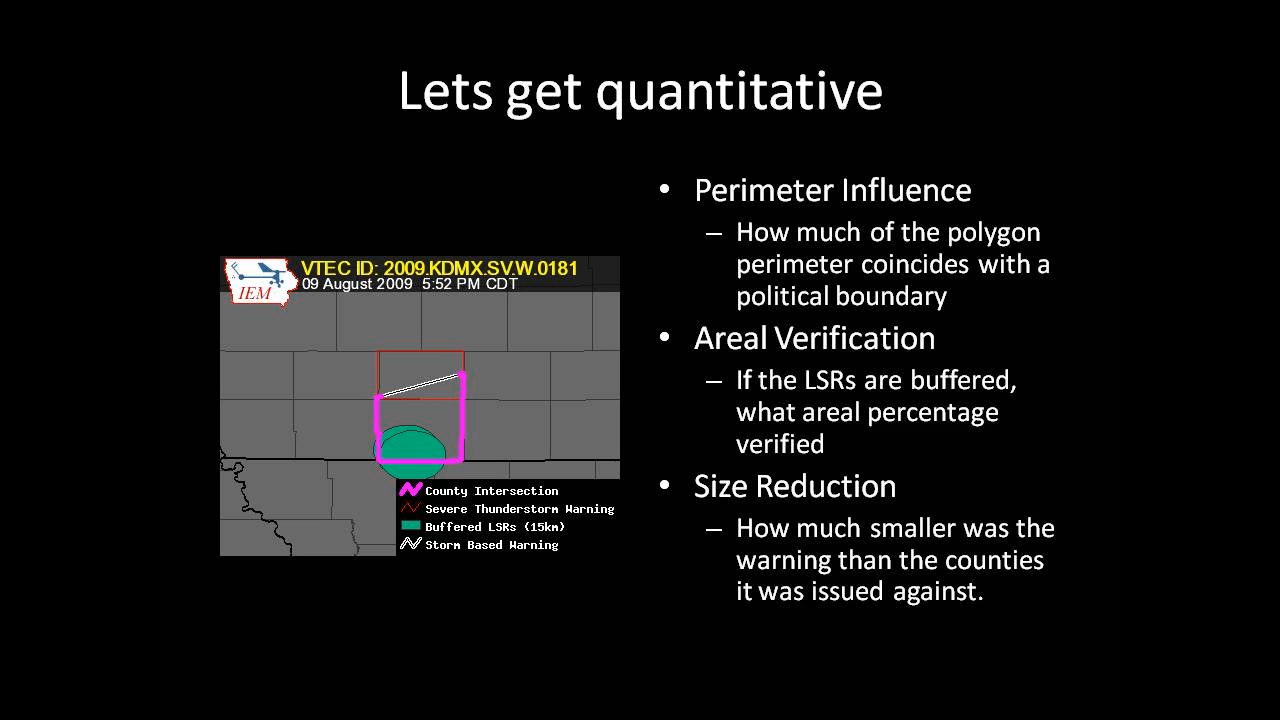 Lets get quantitative
IEM
VTEC ID: 2009.KDMX.SV.W.0181
09 August 2009 5:52 PM CDT
County Intersection
Severe Thunderstorm Warning
Buffered LSRs (15km)
Storm Based Warning
• Perimeter Influence
– How much of the polygon
perimeter coincides with a
political boundary
• Areal Verification
– If the LSRs are buffered,
what areal percentage
verified
• Size Reduction
– How much smaller was the
warning than the counties
it was issued against.